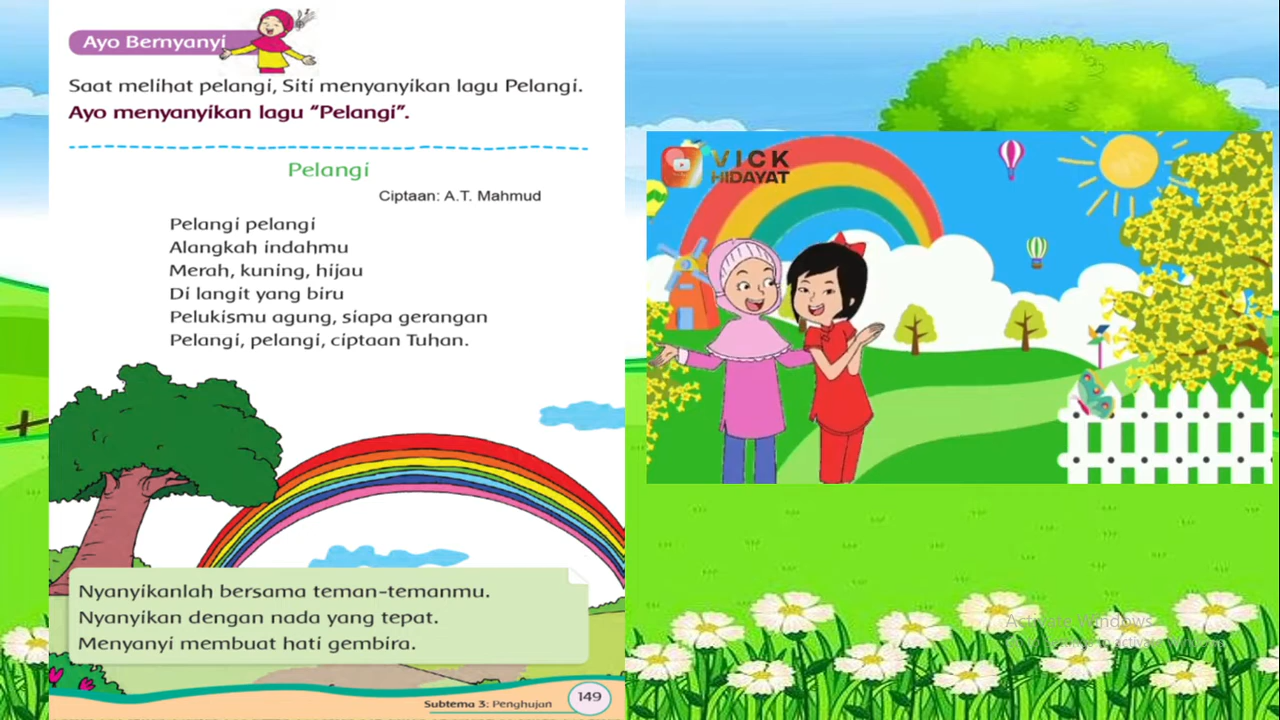 Ayo Bernyanyi
Saat melihat pelangi, Siti menyanyikan lagu Pelangi.
Ayo menyanyikan lagu “Pelangi”.
Pelangi
Ciptaan: A.T. Mahmud
Pelangi pelangi
Alangkah indahmu
Merah, kuning, hijau
Di langit yang biru
Pelukismu agung, siapa gerangan
Pelangi, pelangi, ciptaan Tuhan.
Nyanyikanlah bersama teman-temanmu.
Nyanyikan dengan nada yang tepat.
Menyanyi membuat hati gembira.
Subtema 3: Penghujan
149
VICK
HIDAYAT
Activate Windows